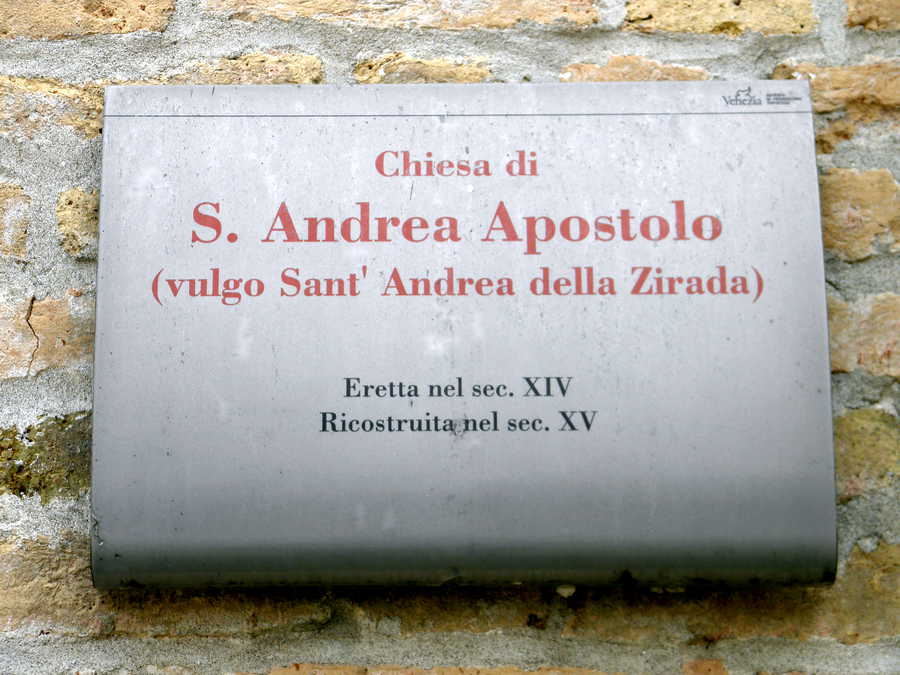 Venezia
Chiesa di
S. Andrea Apostolo
(vulgo Sant' Andrea della Zirada)
Eretta nel sec. XIV
Ricostruita nel sec. XV